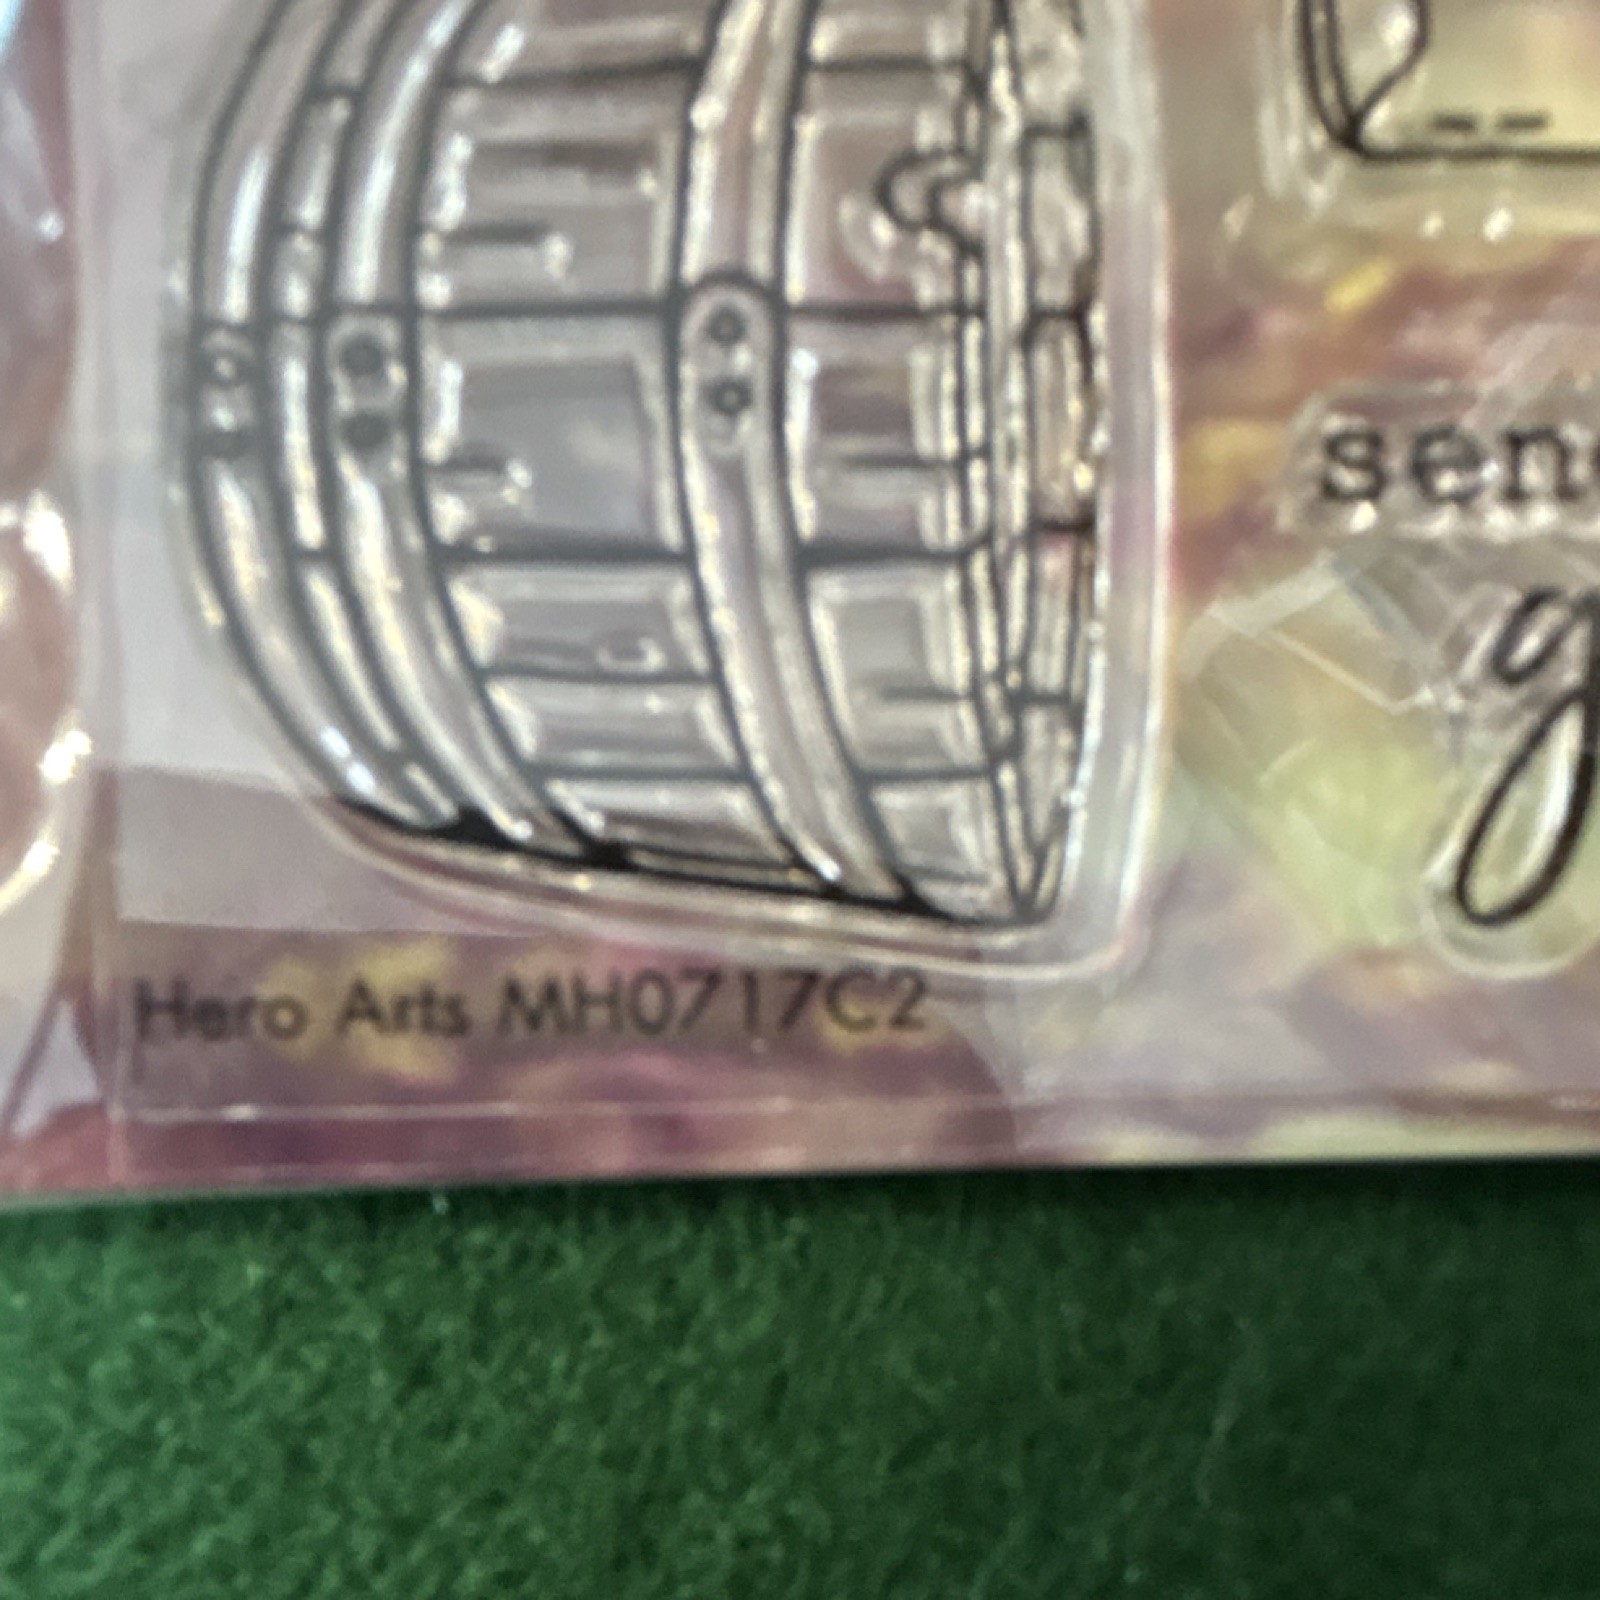 sen
g
Hero Arts MH0717C2